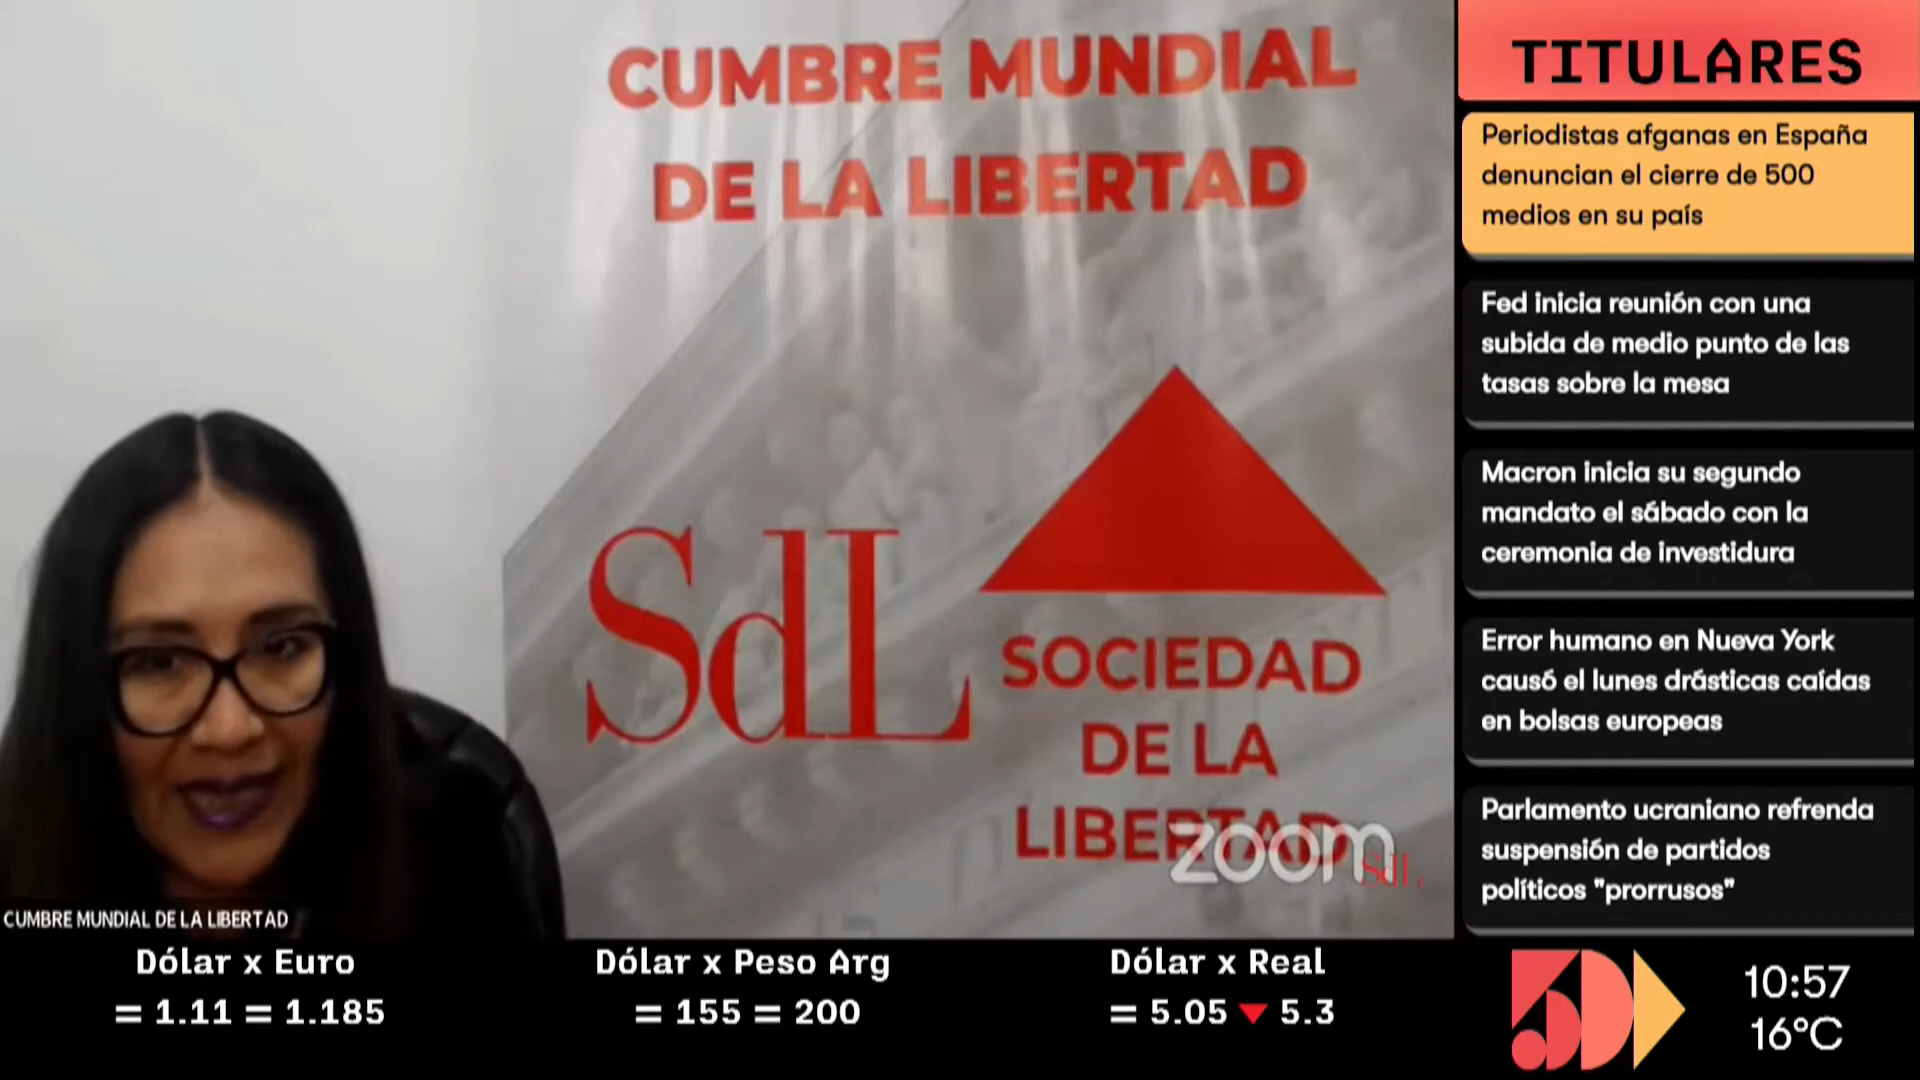 CUMBRE MUNDIAL
DE LA LIBERTAD
SdL
SOCIEDAD
DE LA
LIBERTAD
zoom
SdL
CUMBRE MUNDIAL DE LA LIBERTAD
TITULARES
Periodistas afganas en España
denuncian el cierre de 500
medios en su país
Fed inicia reunión con una
subida de medio punto de las
tasas sobre la mesa
Macron inicia su segundo
mandato el sábado con la
ceremonia de investidura
Error humano en Nueva York
causó el lunes drásticas caídas
en bolsas europeas
Parlamento ucraniano refrenda
suspensión de partidos
políticos "prorrusos"
Dólar x Euro
= 1.11 = 1.185
Dólar x Peso Arg
= 155 = 200
Dólar x Real
= 5.05 ▼ 5.3
5D
10:57
16°C